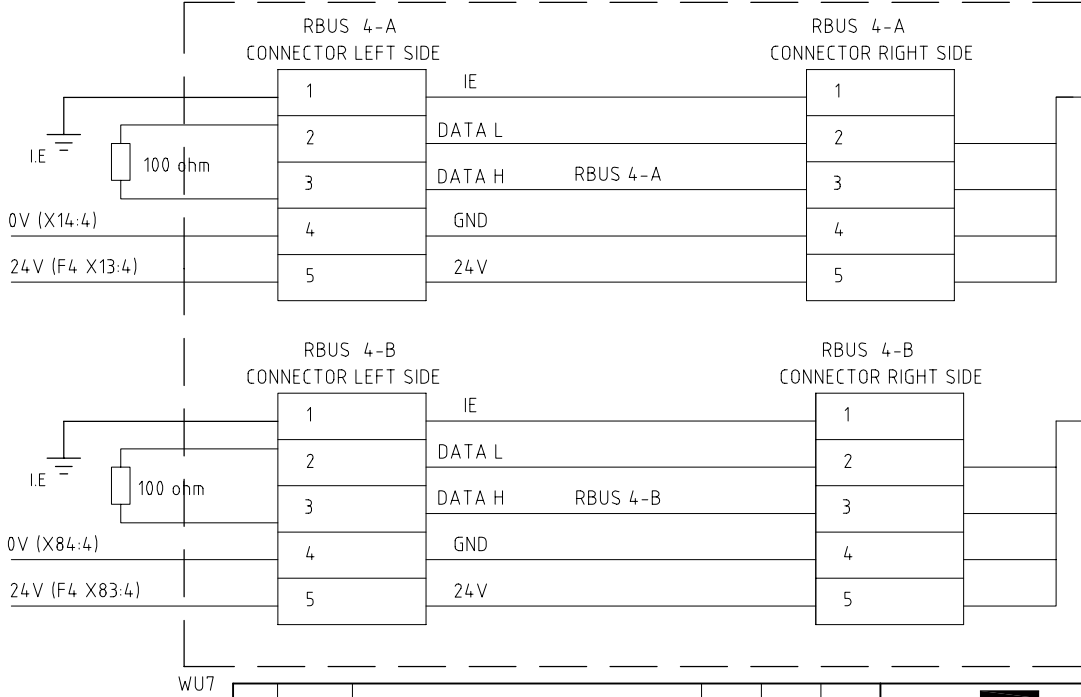 RBUS 4-A
CONNECTOR LEFT SIDE
RBUS 4-A
CONNECTOR RIGHT SIDE
1 IE 1
I.E 100 ohm
2 DATA L 2
3 DATA H RBUS 4-A 3
0V (X14:4) 4 GND 4
24V (F4 X13:4) 5 24V 5
RBUS 4-B
CONNECTOR LEFT SIDE
RBUS 4-B
CONNECTOR RIGHT SIDE
1 IE 1
I.E 100 ohm
2 DATA L 2
3 DATA H RBUS 4-B 3
0V (X84:4) 4 GND 4
24V (F4 X83:4) 5 24V 5
WU7